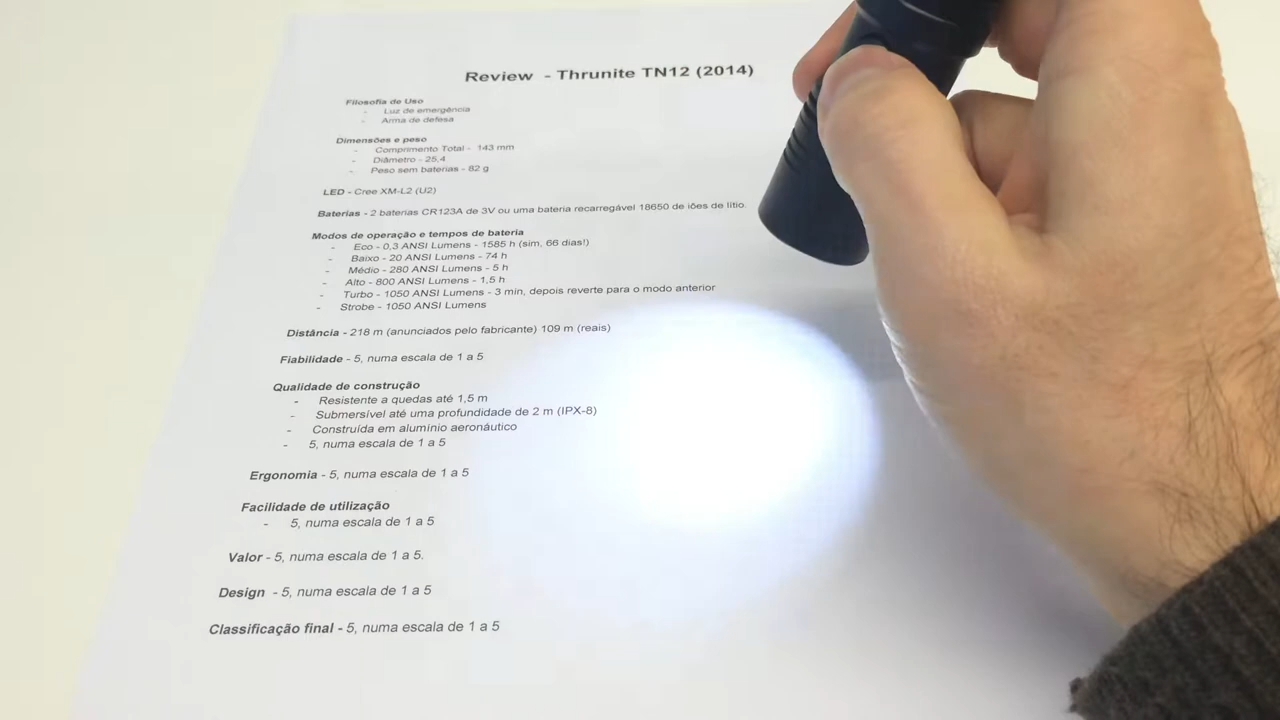 Review - Thrunite TN12 (2014)
Filosofia de Uso
- Luz de emergência
- Arma de defesa
Dimensões e peso
- Comprimento Total - 143 mm
- Diâmetro - 25,4
- Peso sem baterias - 82 g
LED - Cree XM-L2 (U2)
Baterias - 2 baterias CR123A de 3V ou uma bateria recarregável 18650 de iões de lítio.
Modos de operação e tempos de bateria
- Eco - 0,3 ANSI Lumens - 1585 h (sim, 66 dias!)
- Baixo - 20 ANSI Lumens - 74 h
- Médio - 280 ANSI Lumens - 5 h
- Alto - 800 ANSI Lumens - 1,5 h
- Turbo - 1050 ANSI Lumens - 3 min, depois reverte para o modo anterior
- Strobe - 1050 ANSI Lumens
Distância - 218 m (anunciados pelo fabricante) 109 m (reais)
Fiabilidade - 5, numa escala de 1 a 5
Qualidade de construção
- Resistente a quedas até 1,5 m
- Submersível até uma profundidade de 2 m (IPX-8)
- Construída em alumínio aeronáutico
- 5, numa escala de 1 a 5
Ergonomia - 5, numa escala de 1 a 5
Facilidade de utilização
- 5, numa escala de 1 a 5
Valor - 5, numa escala de 1 a 5.
Design - 5, numa escala de 1 a 5
Classificação final - 5, numa escala de 1 a 5